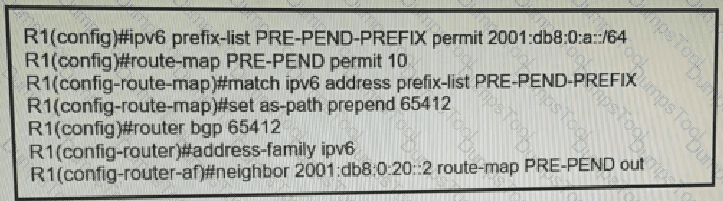 R1(config)#ipv6 prefix-list PRE-PEND-PREFIX permit 2001:db8:0:a::/64
R1(config)#route-map PRE-PEND permit 10
R1(config-route-map)#match ipv6 address prefix-list PRE-PEND-PREFIX
R1(config-route-map)#set as-path prepend 65412
R1(config)#router bgp 65412
R1(config-router)#address-family ipv6
R1(config-router-af)#neighbor 2001:db8:0:20::2 route-map PRE-PEND out